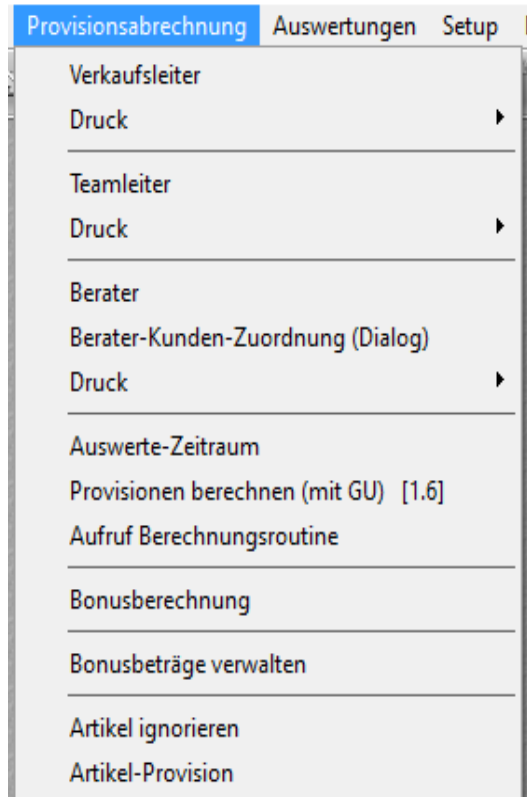 Provisionsabrechnung Auswertungen Setup
Verkaufsleiter
Druck
Teamleiter
Druck
Berater
Berater-Kunden-Zuordnung (Dialog)
Druck
Auswerte-Zeitraum
Provisionen berechnen (mit GU) [1.6]
Aufruf Berechnungsroutine
Bonusberechnung
Bonusbeträge verwalten
Artikel ignorieren
Artikel-Provision